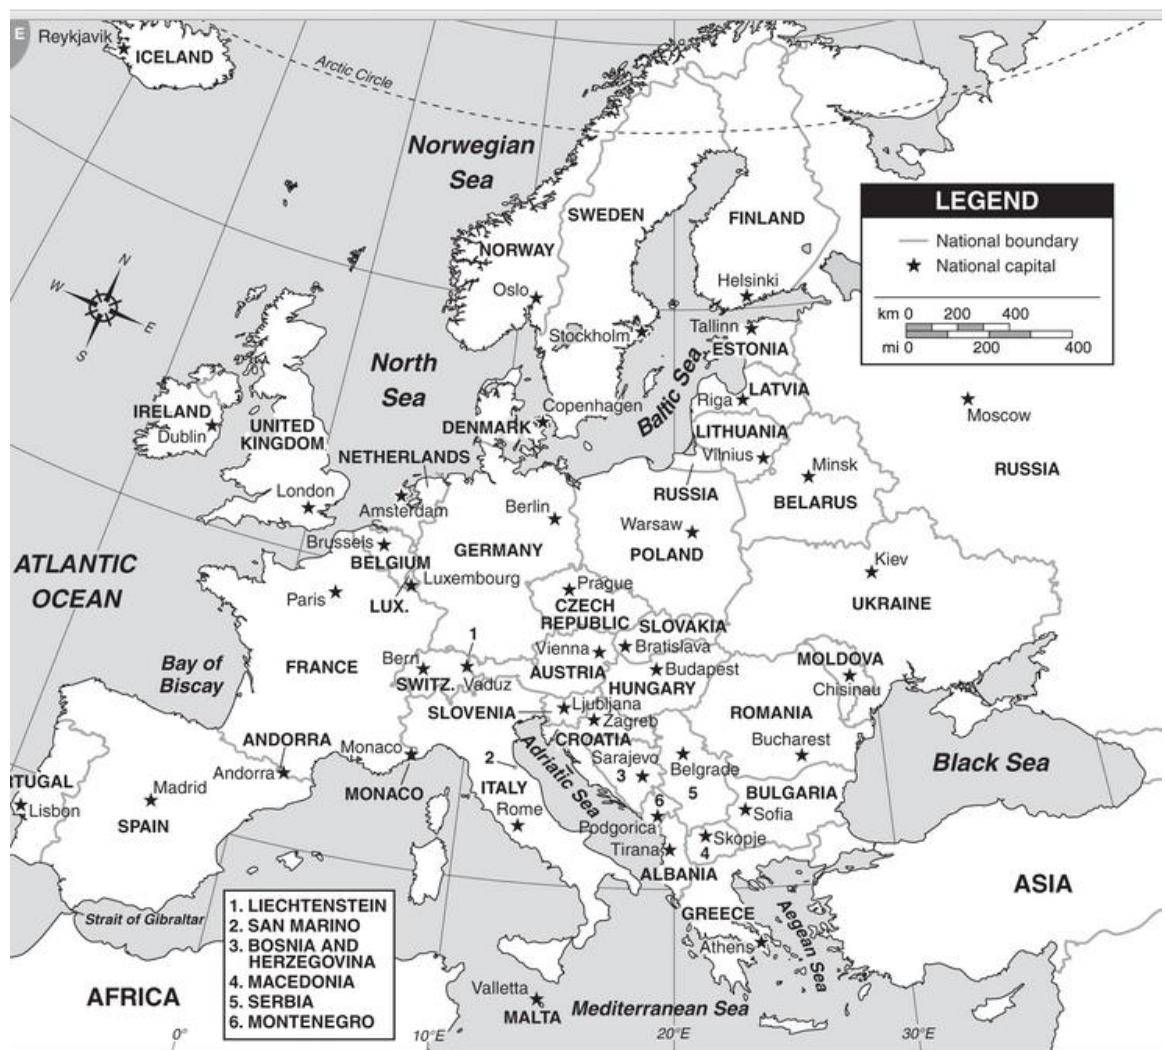 E
Reykjavik
ICELAND
Arctic Circle
Norwegian
Sea
SWEDEN
FINLAND
NORWAY
Oslo
Helsinki
Stockholm
Tallinn
ESTONIA
LEGEND
National boundary
National capital
km 0 200 400
mi 0 200 400
N
W
E
S
North
Sea
Baltic Sea
Riga
LATVIA
Moscow
RUSSIA
IRELAND
Dublin
UNITED
KINGDOM
London
DENMARK
Copenhagen
LITHUANIA
Vilnius
Minsk
BELARUS
RUSSIA
NETHERLANDS
Amsterdam
Berlin
Warsaw
POLAND
Brussels
BELGIUM
GERMANY
Kiev
UKRAINE
ATLANTIC
OCEAN
Luxembourg
LUX.
Paris
Prague
CZECH
REPUBLIC
SLOVAKIA
Bratislava
Vienna
AUSTRIA
Budapest
HUNGARY
MOLDOVA
Chisinau
Bay of
Biscay
FRANCE
1
Bern
SWITZ.
Vaduz
SLOVENIA
Ljubljana
Zagreb
CROATIA
ROMANIA
Bucharest
ANDORRA
Andorra
Monaco
MONACO
2
ITALY
Rome
Adriatic Sea
Sarajevo
3
Belgrade
5
BULGARIA
Sofia
Black Sea
RTUGAL
Lisbon
Madrid
SPAIN
6
Podgorica
Skopje
4
Tirana
ALBANIA
GREECE
Athens
Aegean Sea
ASIA
Strait of Gibraltar
AFRICA
1. LIECHTENSTEIN
2. SAN MARINO
3. BOSNIA AND
HERZEGOVINA
4. MACEDONIA
5. SERBIA
6. MONTENEGRO
Valletta
MALTA
Mediterranean Sea
0°
10°E
20°E
30°E